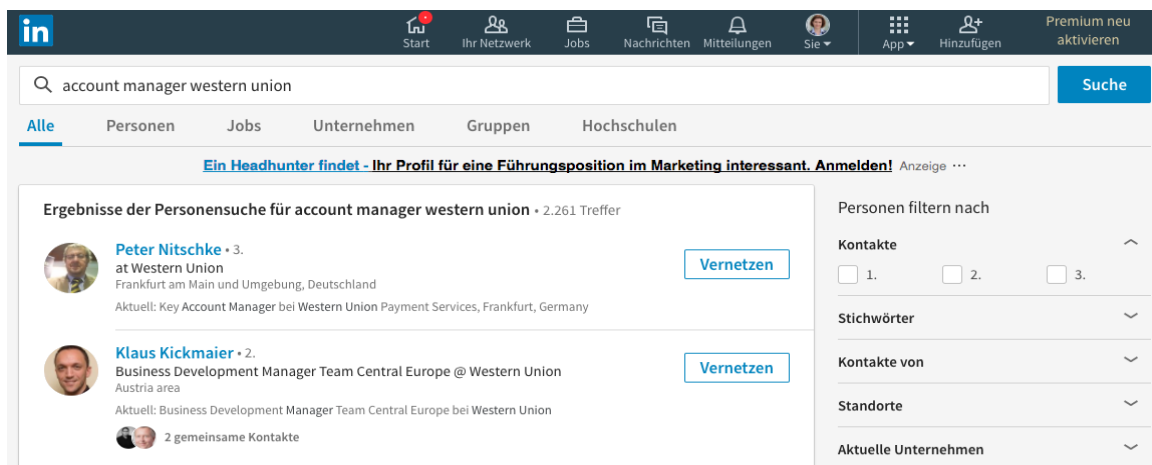 in
Start
Ihr Netzwerk
Jobs
Nachrichten
Mitteilungen
Sie
App
Hinzufügen
Premium neu
aktivieren
account manager western union
Suche
Alle
Personen
Jobs
Unternehmen
Gruppen
Hochschulen
Ein Headhunter findet - Ihr Profil für eine Führungsposition im Marketing interessant. Anmelden! Anzeige ···
Ergebnisse der Personensuche für account manager western union • 2.261 Treffer
Peter Nitschke • 3.
at Western Union
Frankfurt am Main und Umgebung, Deutschland
Aktuell: Key Account Manager bei Western Union Payment Services, Frankfurt, Germany
Vernetzen
Klaus Kickmaier • 2.
Business Development Manager Team Central Europe @ Western Union
Austria area
Aktuell: Business Development Manager Team Central Europe bei Western Union
2 gemeinsame Kontakte
Vernetzen
Personen filtern nach
Kontakte
1.
2.
3.
Stichwörter
Kontakte von
Standorte
Aktuelle Unternehmen